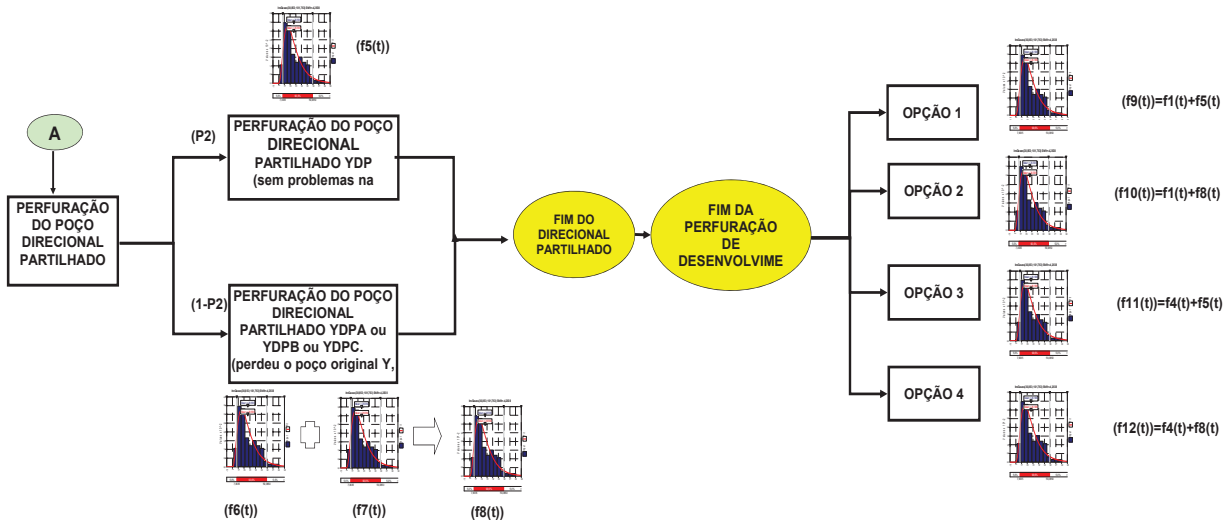 (f5(t))
A
PERFURAÇÃO
DO POÇO
DIRECIONAL
PARTILHADO
(P2)
PERFURAÇÃO DO POÇO
DIRECIONAL
PARTILHADO YDP
(sem problemas na
(1-P2)
PERFURAÇÃO DO POÇO
DIRECIONAL
PARTILHADO YDPA ou
YDPB ou YDPC.
(perdeu o poço original Y,
(f6(t))
(f7(t))
(f8(t))
FIM DO
DIRECIONAL
PARTILHADO
FIM DA
PERFURAÇÃO
DE
DESENVOLVIME
OPÇÃO 1
(f9(t))=f1(t)+f5(t)
OPÇÃO 2
(f10(t))=f1(t)+f8(t)
OPÇÃO 3
(f11(t))=f4(t)+f5(t)
OPÇÃO 4
(f12(t))=f4(t)+f8(t)